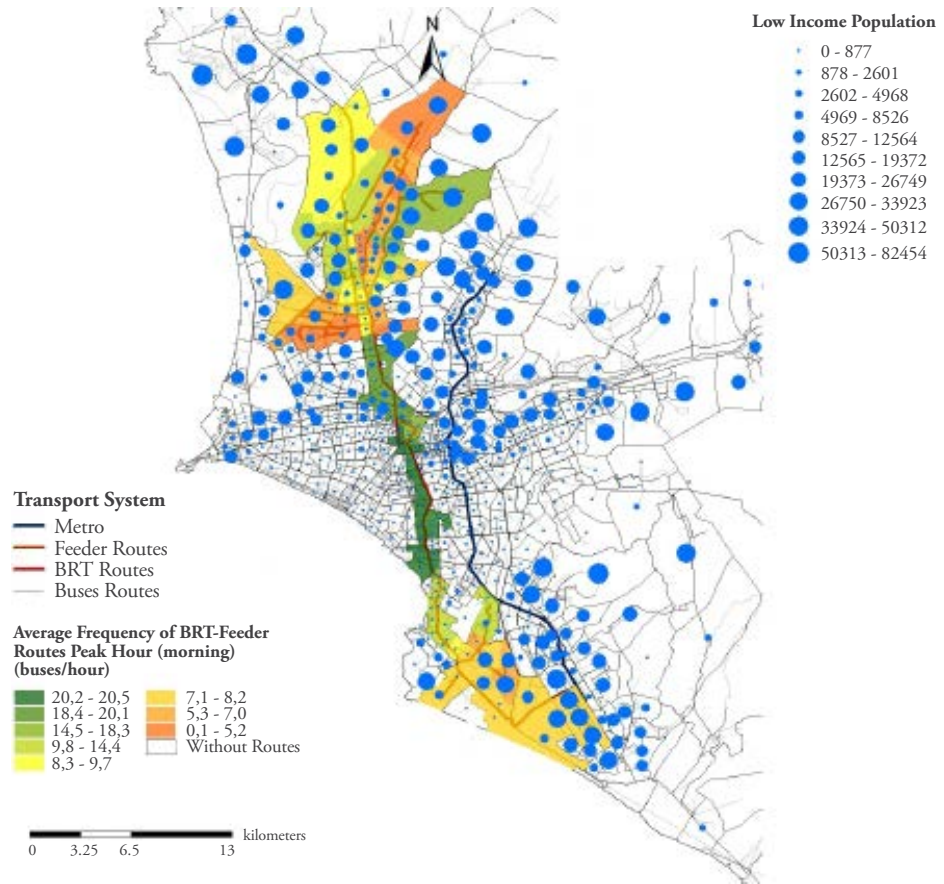 N
Low Income Population
0 - 877
878 - 2601
2602 - 4968
4969 - 8526
8527 - 12564
12565 - 19372
19373 - 26749
26750 - 33923
33924 - 50312
50313 - 82454
Transport System
Metro
Feeder Routes
BRT Routes
Buses Routes
Average Frequency of BRT-Feeder
Routes Peak Hour (morning)
(buses/hour)
20,2 - 20,5
18,4 - 20,1
14,5 - 18,3
9,8 - 14,4
8,3 - 9,7
7,1 - 8,2
5,3 - 7,0
0,1 - 5,2
Without Routes
kilometers
0 3.25 6.5 13